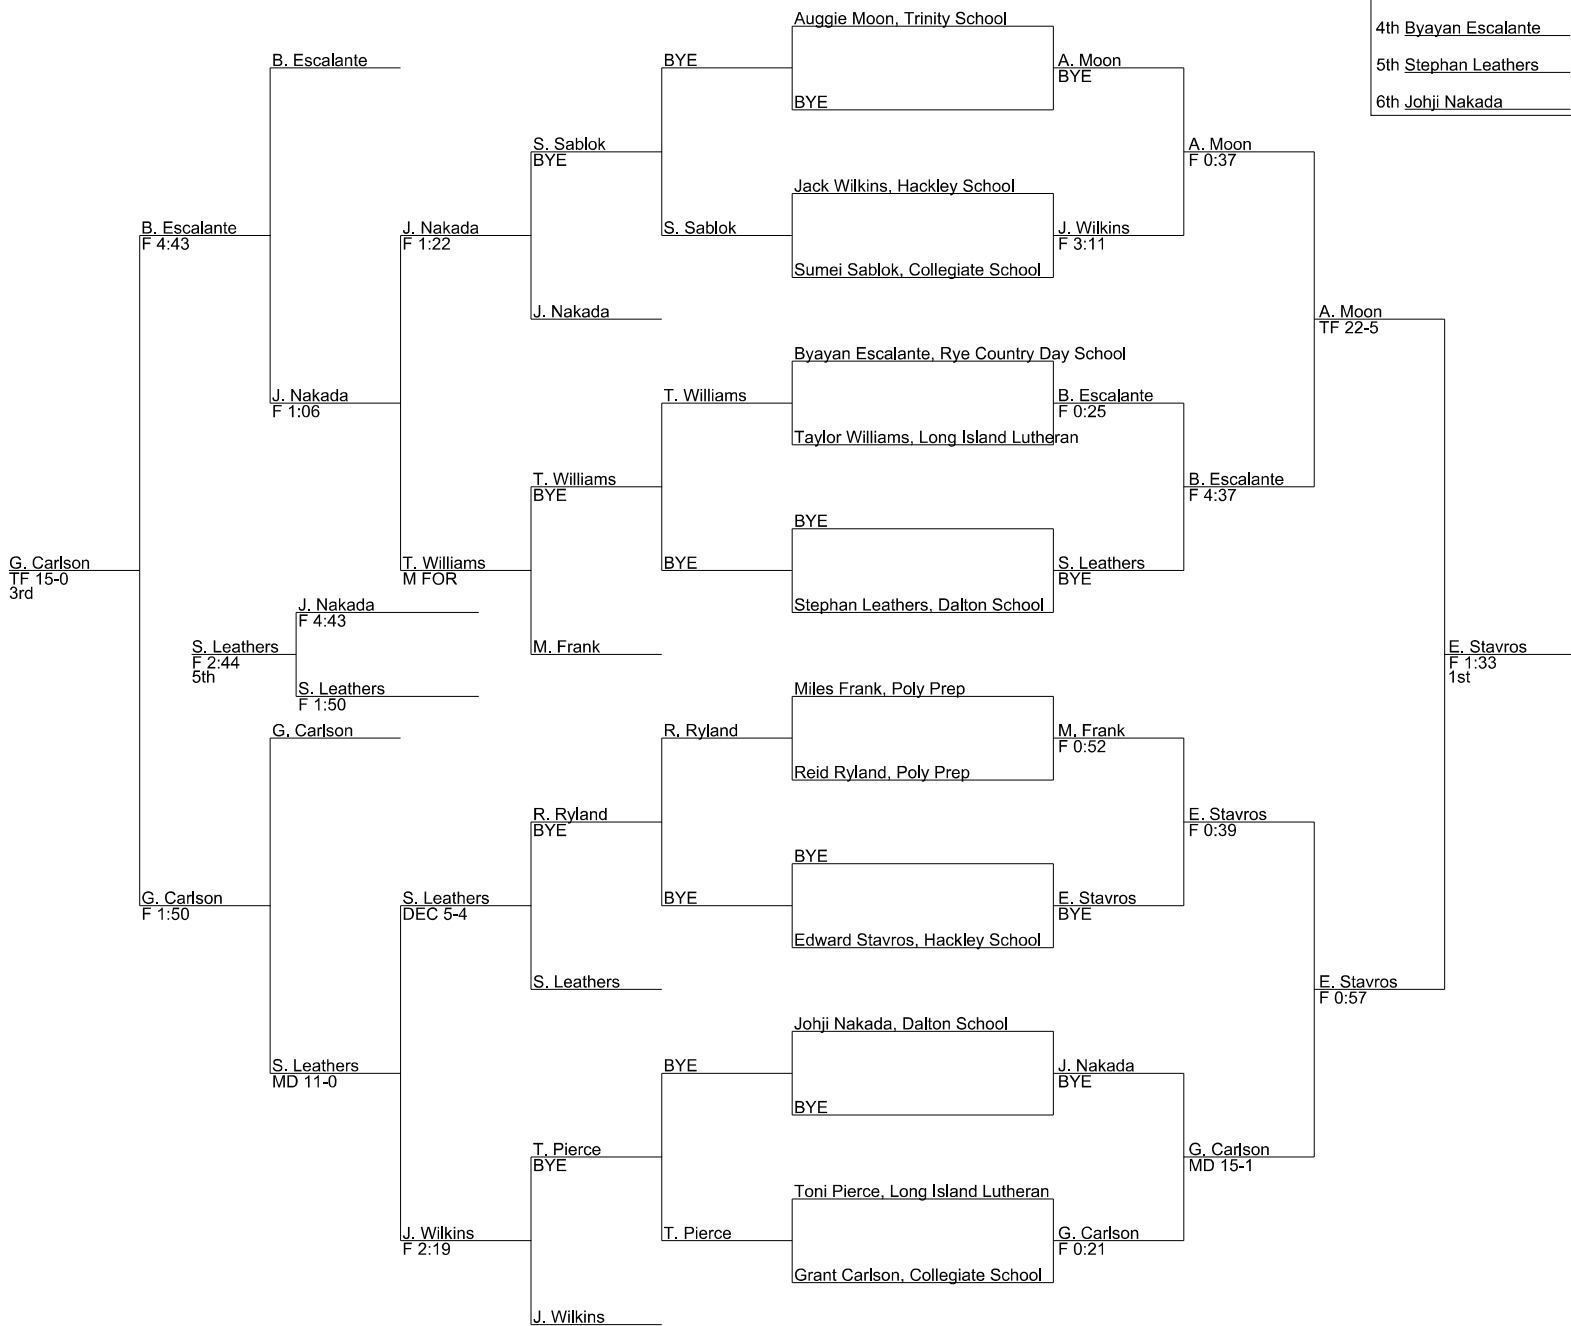 Auggie Moon, Trinity School
4th Byayan Escalante
B. Escalante
BYE
A. Moon
BYE
5th Stephan Leathers
BYE
6th Johji Nakada
S. Sablok
BYE
A. Moon
F 0:37
Jack Wilkins, Hackley School
B. Escalante
F 4:43
J. Nakada
F 1:22
S. Sablok
J. Wilkins
F 3:11
Sumei Sablok, Collegiate School
J. Nakada
A. Moon
TF 22-5
Byayan Escalante, Rye Country Day School
J. Nakada
F 1:06
T. Williams
B. Escalante
F 0:25
Taylor Williams, Long Island Lutheran
T. Williams
BYE
B. Escalante
F 4:37
BYE
G. Carlson
TF 15-0
3rd
T. Williams
M FOR
BYE
S. Leathers
BYE
J. Nakada
F 4:43
Stephan Leathers, Dalton School
S. Leathers
F 2:44
5th
M. Frank
E. Stavros
F 1:33
1st
S. Leathers
F 1:50
Miles Frank, Poly Prep
G. Carlson
R. Ryland
M. Frank
F 0:52
Reid Ryland, Poly Prep
R. Ryland
BYE
E. Stavros
F 0:39
BYE
G. Carlson
F 1:50
S. Leathers
DEC 5-4
BYE
E. Stavros
BYE
Edward Stavros, Hackley School
S. Leathers
E. Stavros
F 0:57
Johji Nakada, Dalton School
S. Leathers
MD 11-0
BYE
J. Nakada
BYE
BYE
T. Pierce
BYE
G. Carlson
MD 15-1
Toni Pierce, Long Island Lutheran
J. Wilkins
F 2:19
T. Pierce
G. Carlson
F 0:21
Grant Carlson, Collegiate School
J. Wilkins